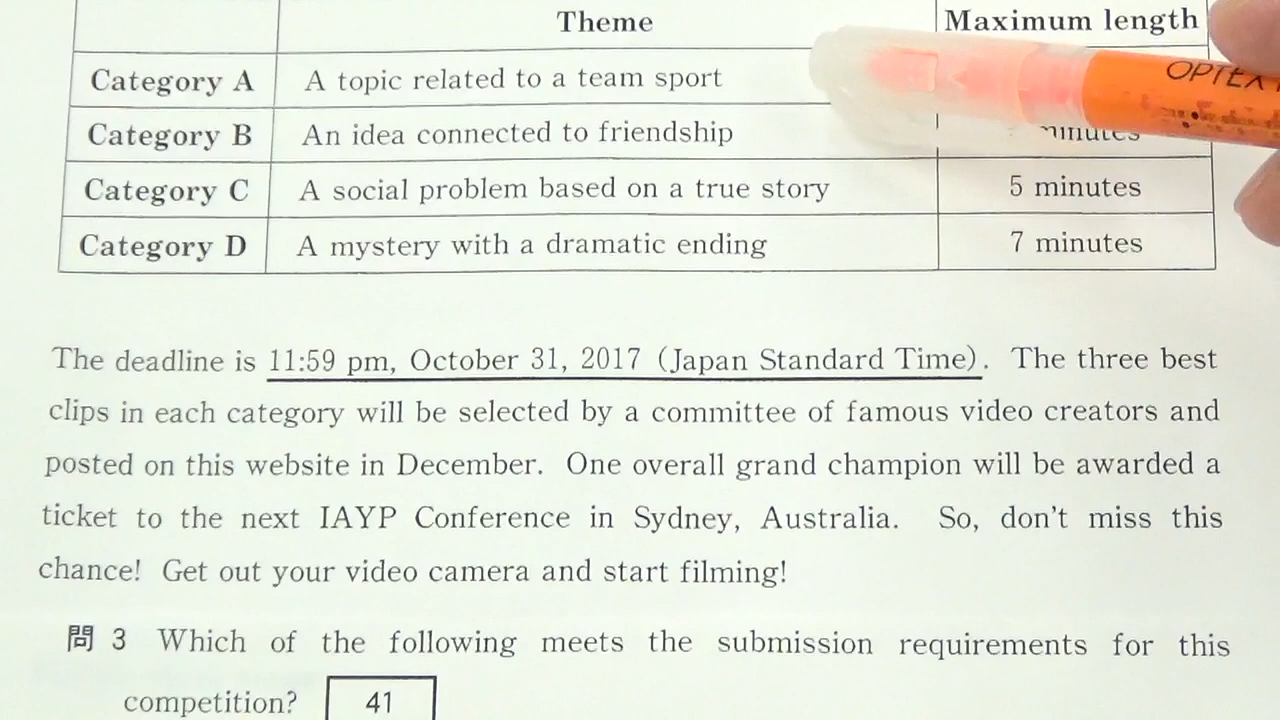 Theme Maximum length
Category A A topic related to a team sport
Category B An idea connected to friendship minutes
Category C A social problem based on a true story 5 minutes
Category D A mystery with a dramatic ending 7 minutes
The deadline is 11:59 pm, October 31, 2017 (Japan Standard Time). The three best
clips in each category will be selected by a committee of famous video creators and
posted on this website in December. One overall grand champion will be awarded a
ticket to the next IAYP Conference in Sydney, Australia. So, don't miss this
chance! Get out your video camera and start filming!
問 3 Which of the following meets the submission requirements for this
competition? 41